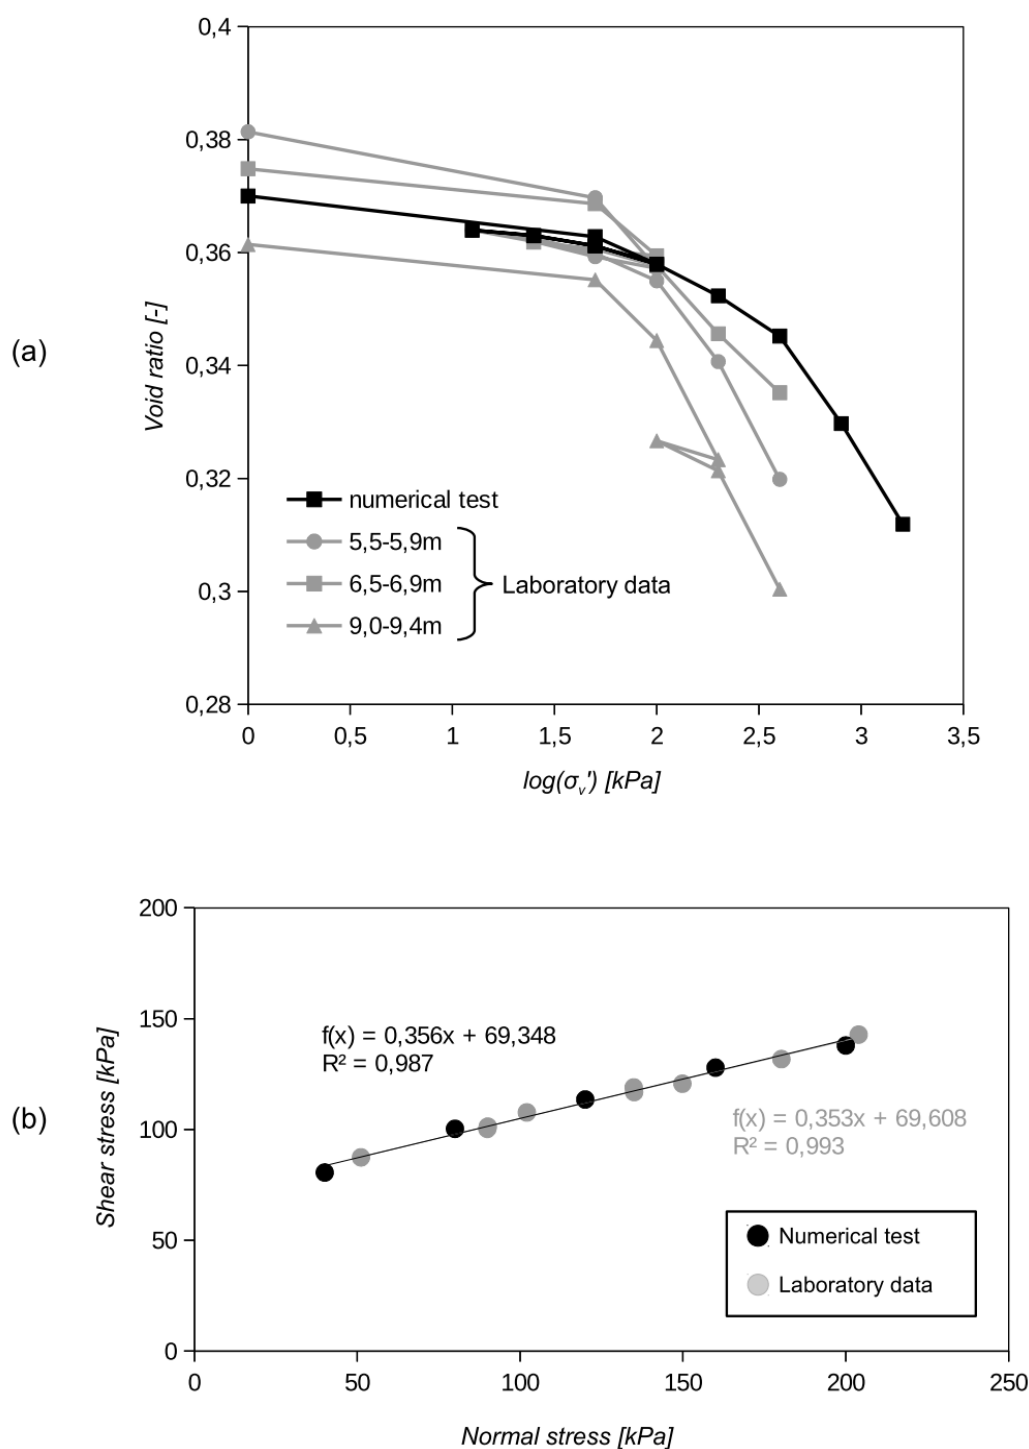 (a)
0,4
0,38
0,36
0,34
0,32
0,3
0,28
Void ratio [-]
numerical test
5,5-5,9m
6,5-6,9m
9,0-9,4m
Laboratory data
0 0,5 1 1,5 2 2,5 3 3,5
log(σv') [kPa]
(b)
200
150
100
50
0
Shear stress [kPa]
f(x) = 0,356x + 69,348
R² = 0,987
f(x) = 0,353x + 69,608
R² = 0,993
Numerical test
Laboratory data
0 50 100 150 200 250
Normal stress [kPa]